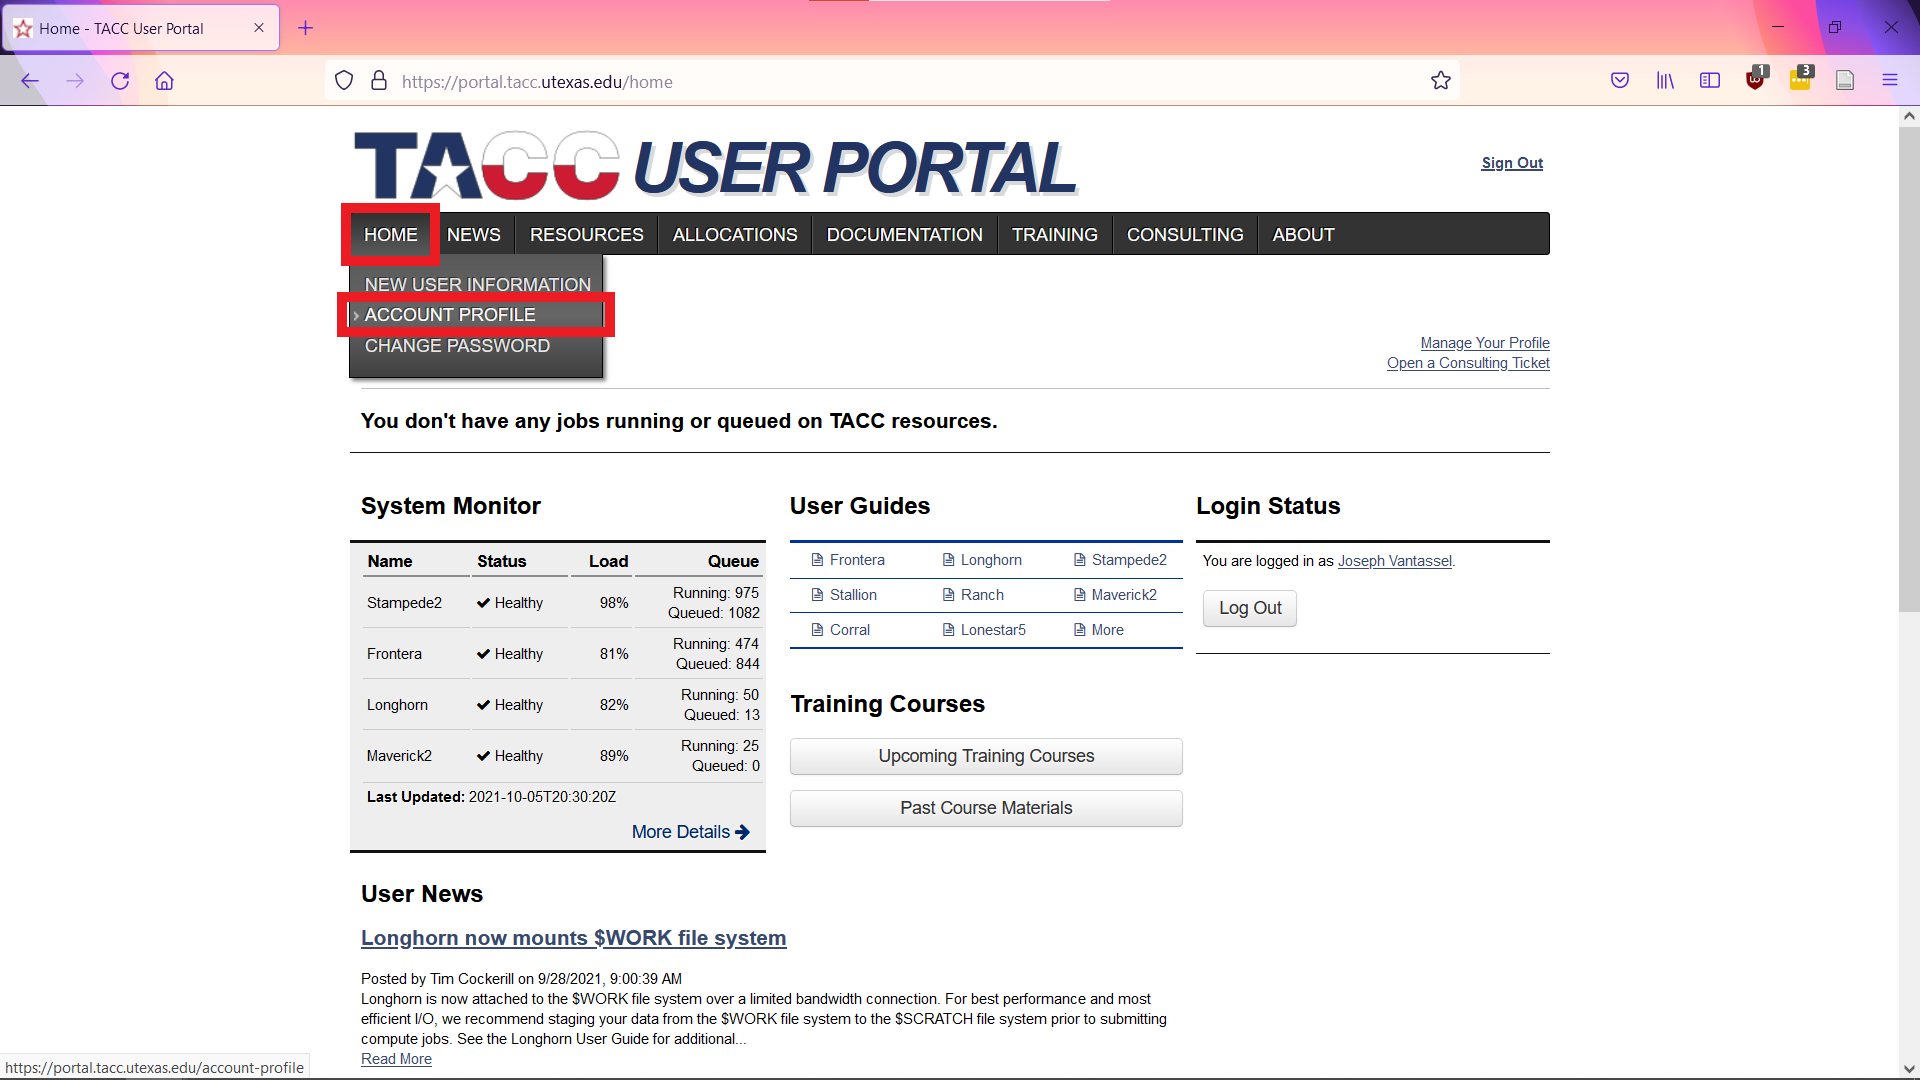 Home - TACC User Portal
https://portal.tacc.utexas.edu/home
1
3
TACC USER PORTAL
Sign Out
HOME NEWS RESOURCES ALLOCATIONS DOCUMENTATION TRAINING CONSULTING ABOUT
NEW USER INFORMATION
ACCOUNT PROFILE
CHANGE PASSWORD
Manage Your Profile
Open a Consulting Ticket
You don't have any jobs running or queued on TACC resources.
System Monitor
Name Status Load Queue
Stampede2 Healthy 98% Running: 975
Queued: 1082
Frontera Healthy 81% Running: 474
Queued: 844
Longhorn Healthy 82% Running: 50
Queued: 13
Maverick2 Healthy 89% Running: 25
Queued: 0
Last Updated: 2021-10-05T20:30:20Z
More Details
User Guides
Frontera Longhorn Stampede2
Stallion Ranch Maverick2
Corral Lonestar5 More
Training Courses
Upcoming Training Courses
Past Course Materials
Login Status
You are logged in as Joseph Vantassel.
Log Out
User News
Longhorn now mounts $WORK file system
Posted by Tim Cockerill on 9/28/2021, 9:00:39 AM
Longhorn is now attached to the $WORK file system over a limited bandwidth connection. For best performance and most
efficient I/O, we recommend staging your data from the $WORK file system to the $SCRATCH file system prior to submitting
compute jobs. See the Longhorn User Guide for additional...
Read More
https://portal.tacc.utexas.edu/account-profile